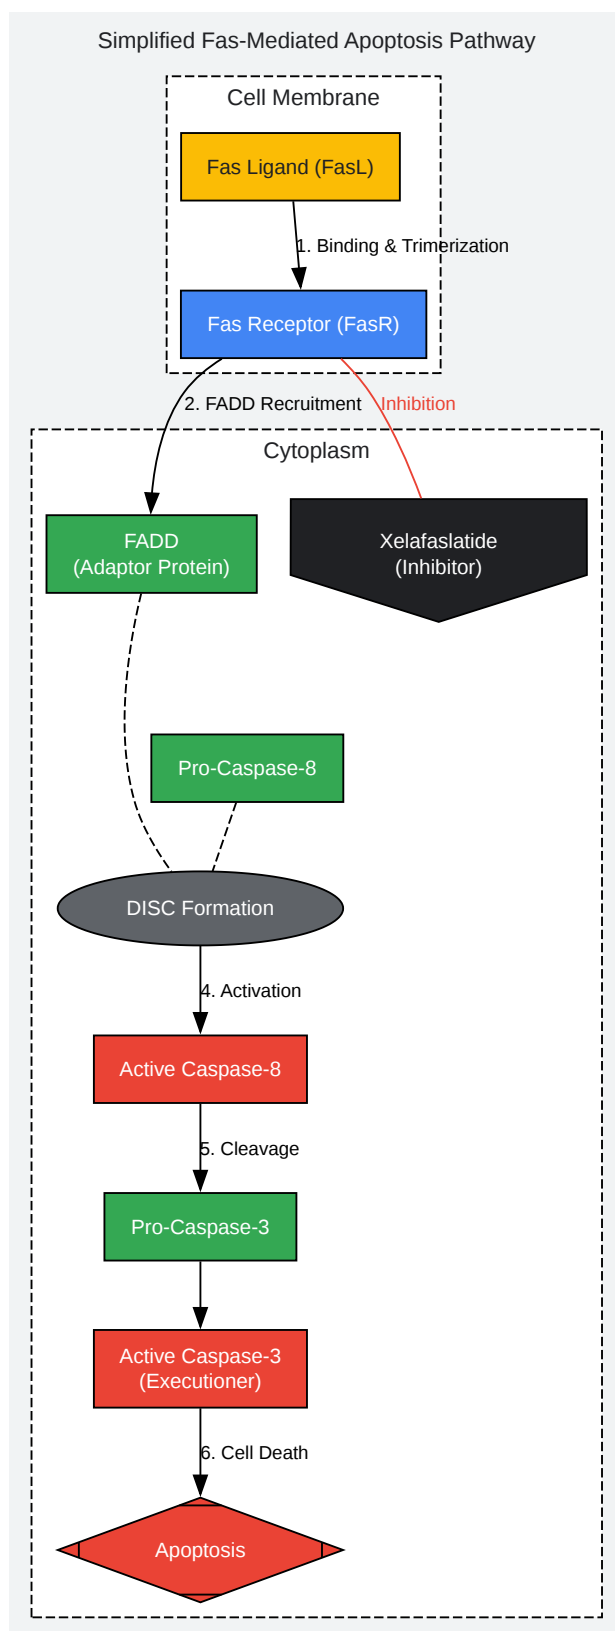 Simplified Fas-Mediated Apoptosis Pathway
Cell Membrane
Fas Ligand (FasL)
1. Binding & Trimerization
Fas Receptor (FasR)
2. FADD Recruitment
Inhibition
Cytoplasm
FADD
(Adaptor Protein)
Xelafaslatide
(Inhibitor)
Pro-Caspase-8
DISC Formation
4. Activation
Active Caspase-8
5. Cleavage
Pro-Caspase-3
Active Caspase-3
(Executioner)
6. Cell Death
Apoptosis